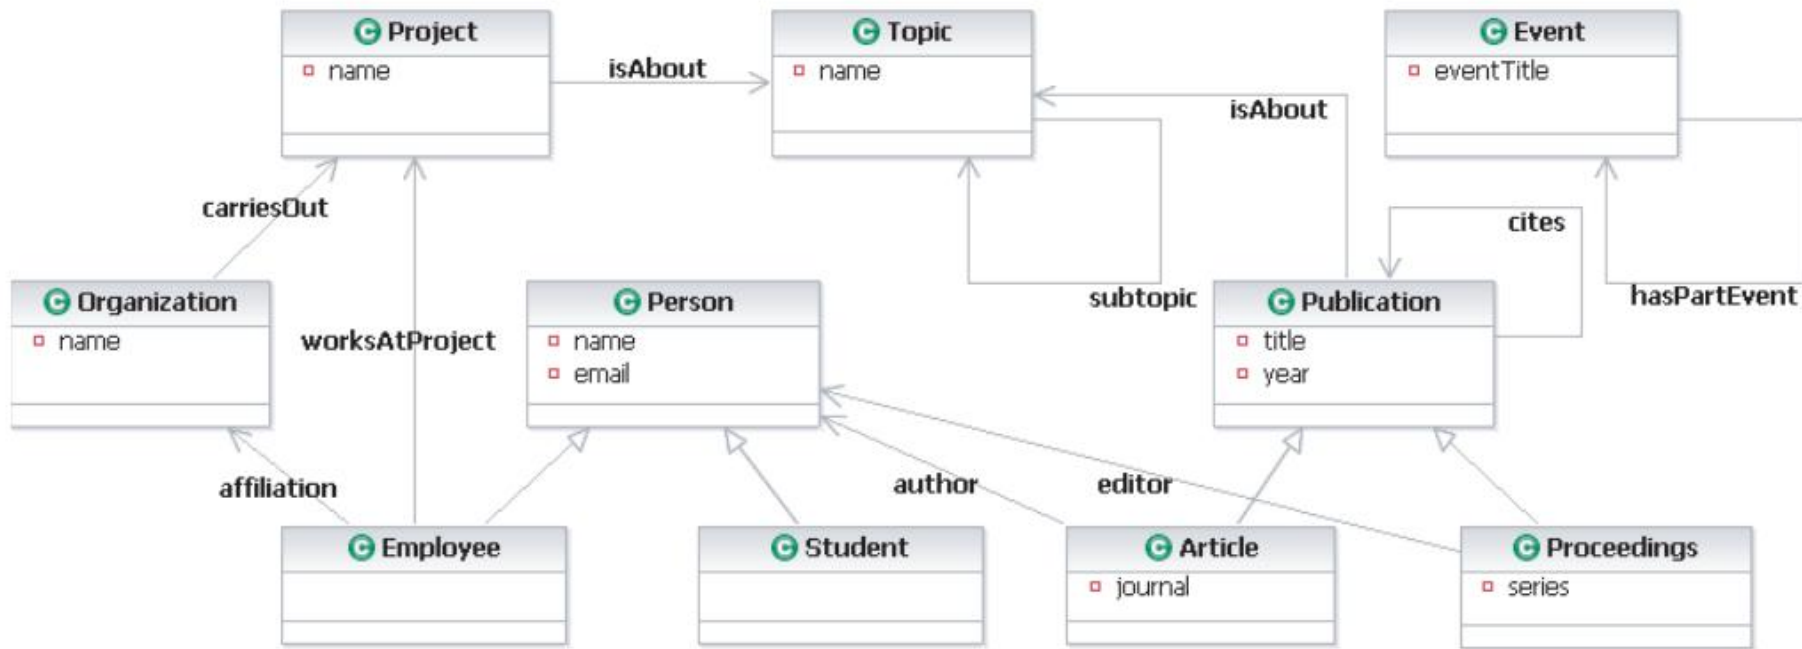 C Project
name
isAbout
C Topic
name
C Event
eventTitle
isAbout
carriesOut
cites
subtopic
hasPartEvent
C Organization
name
worksAtProject
C Person
name
email
C Publication
title
year
affiliation
author
editor
C Employee
C Student
C Article
journal
C Proceedings
series